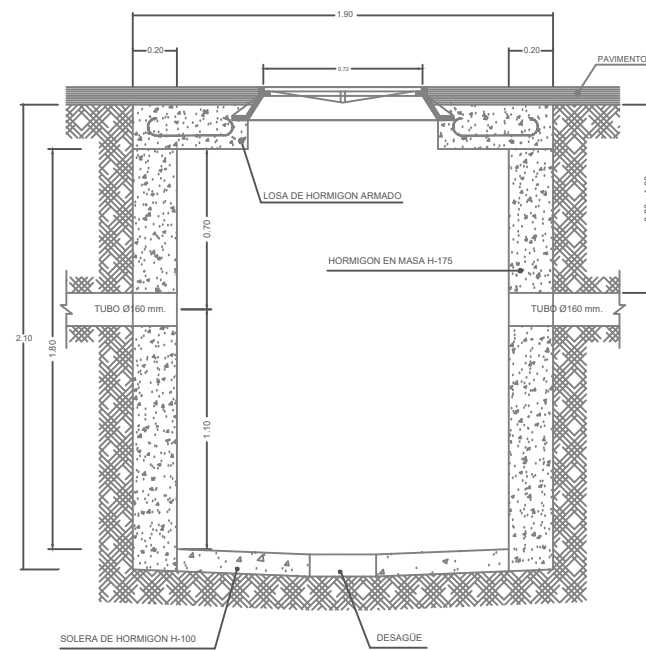 1.90
0.20
0.72
0.20
PAVIMENTO
LOSA DE HORMIGON ARMADO
0.70
HORMIGON EN MASA H-175
TUBO Ø160 mm.
TUBO Ø160 mm.
2.10
1.80
1.10
SOLERA DE HORMIGON H-100
DESAGÜE